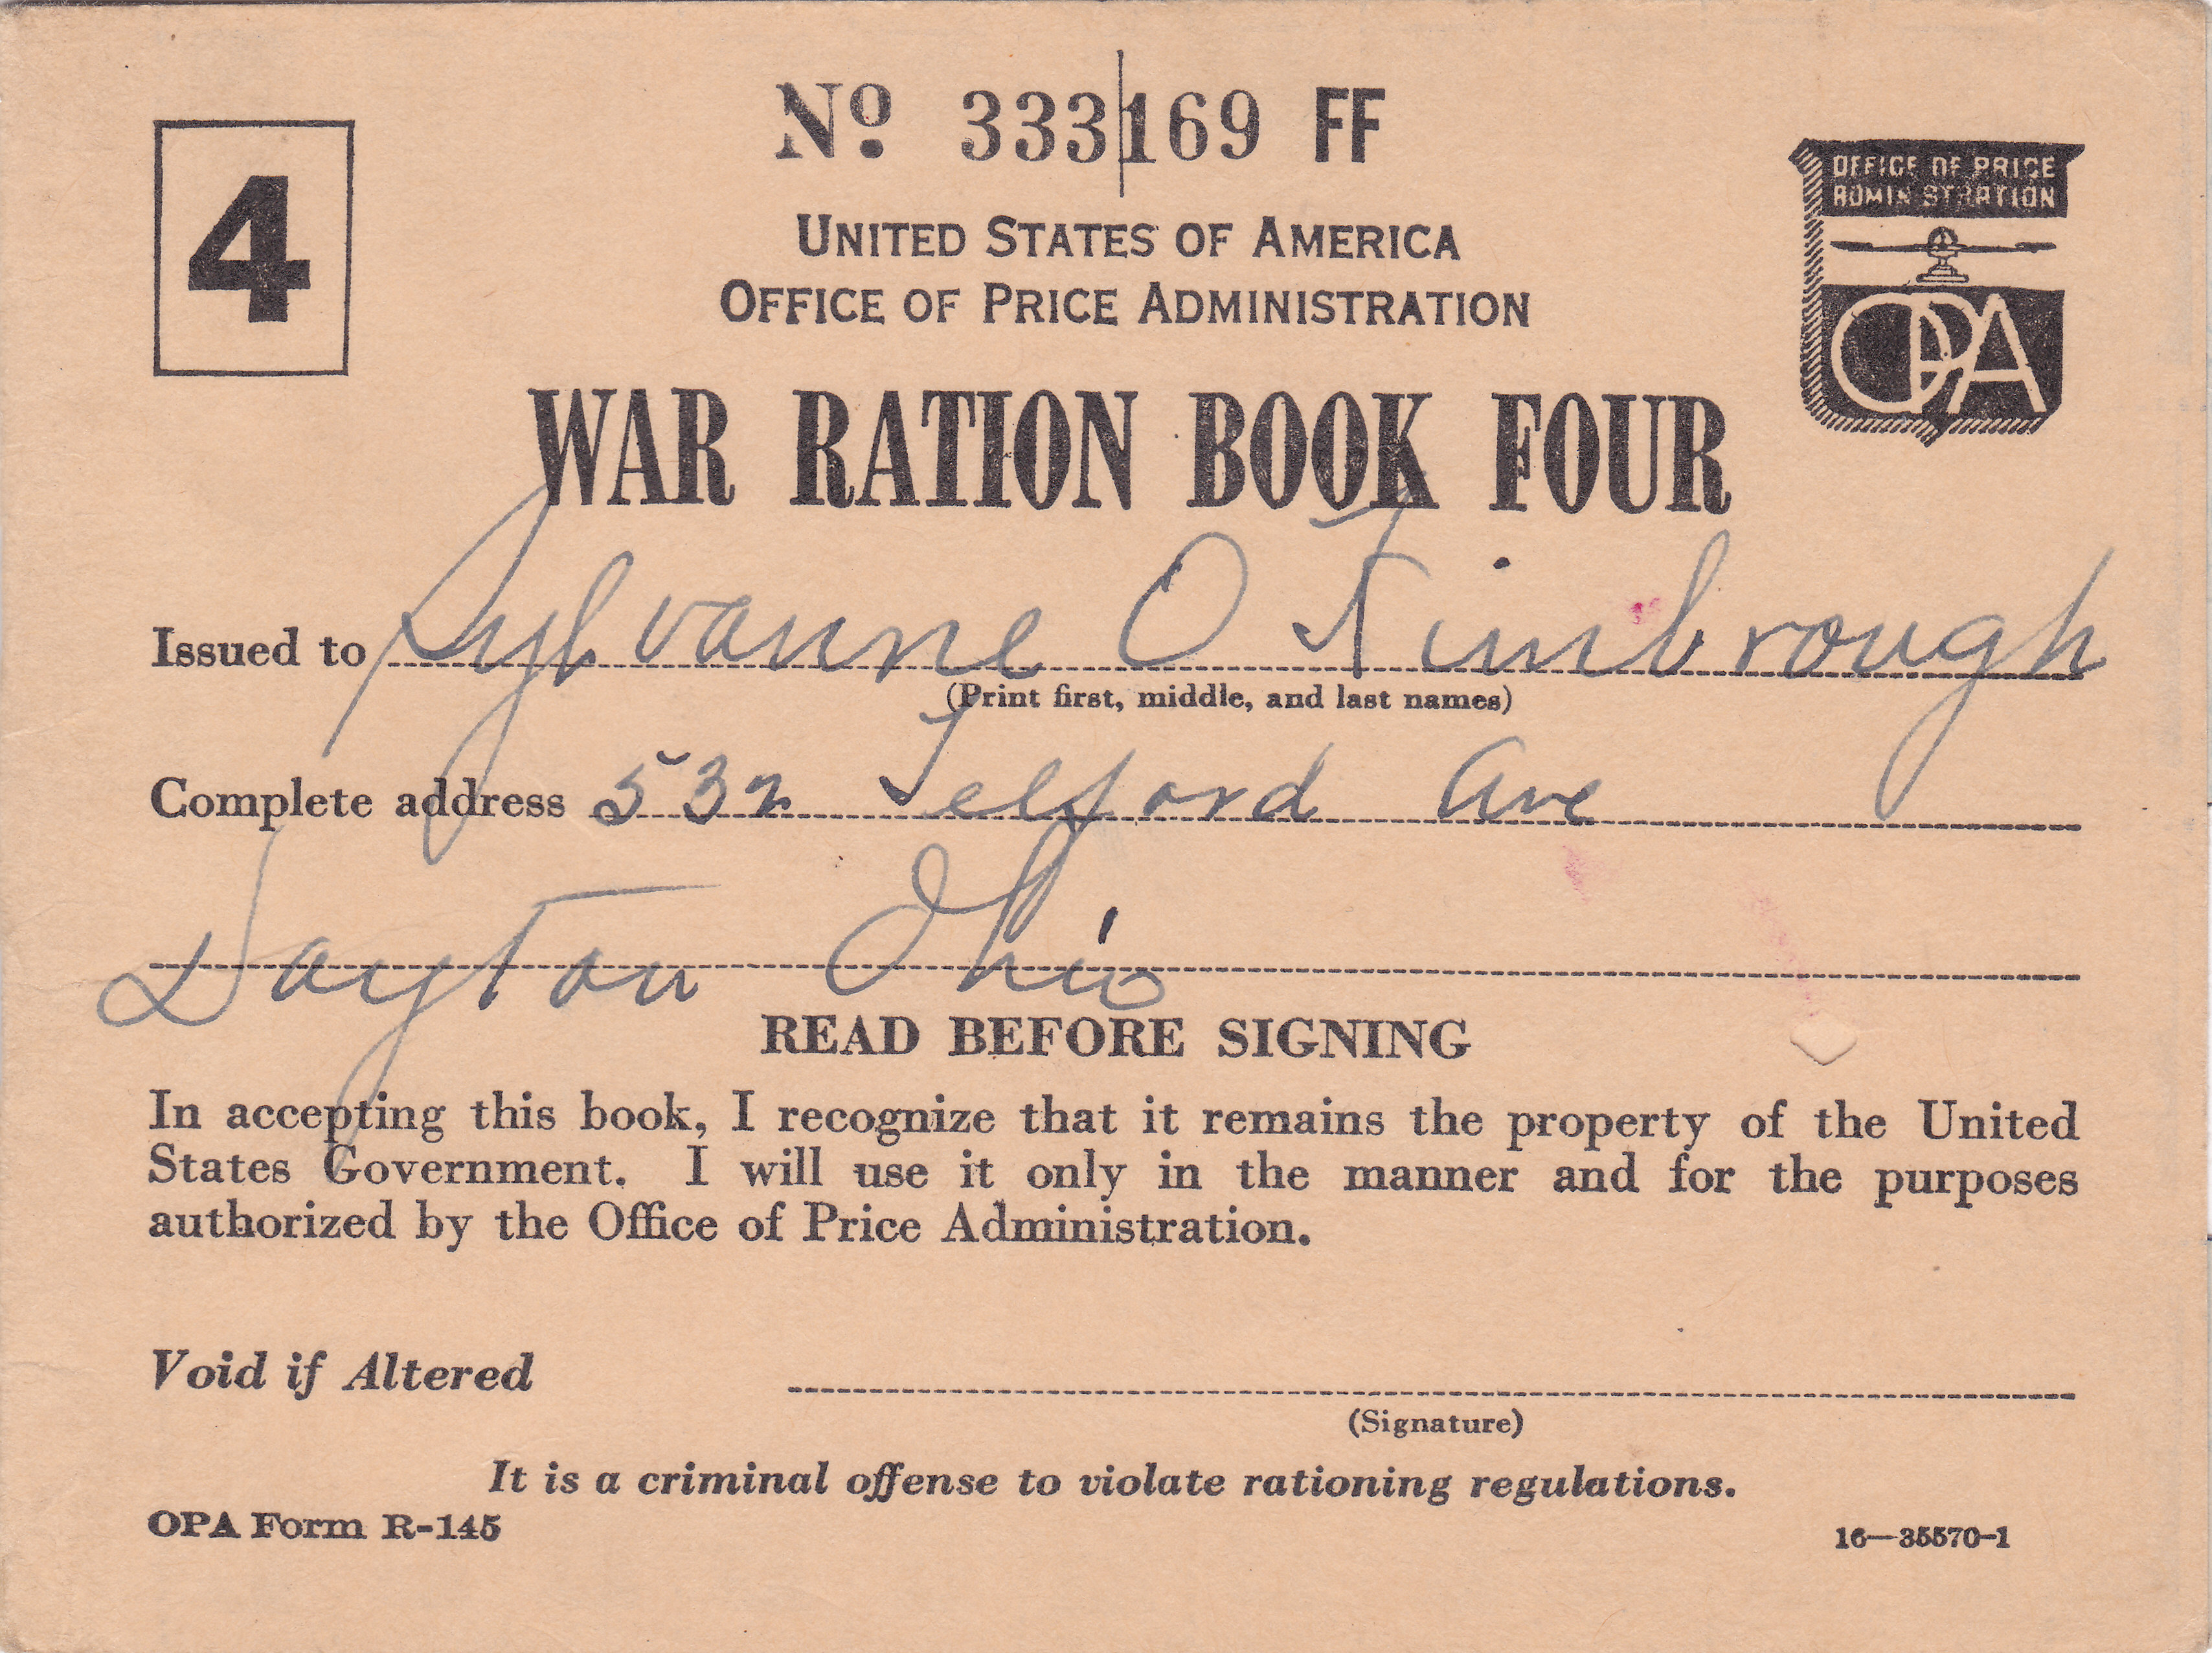 4
Nº 333169 FF
OFFICE OF PRICE
ADMINISTRATION
OPA
UNITED STATES OF AMERICA
OFFICE OF PRICE ADMINISTRATION
WAR RATION BOOK FOUR
Issued to Sylvanne O Kimbrough
(Print first, middle, and last names)
Complete address 532 Telford Ave
Dayton Ohio
READ BEFORE SIGNING
In accepting this book, I recognize that it remains the property of the United
States Government. I will use it only in the manner and for the purposes
authorized by the Office of Price Administration.
Void if Altered
(Signature)
It is a criminal offense to violate rationing regulations.
OPA Form R-145
16—35570-1